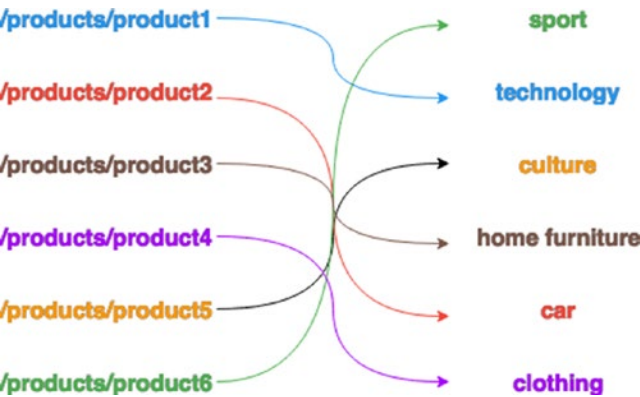 /products/product1
sport
/products/product2
technology
/products/product3
culture
/products/product4
home furniture
/products/product5
car
/products/product6
clothing